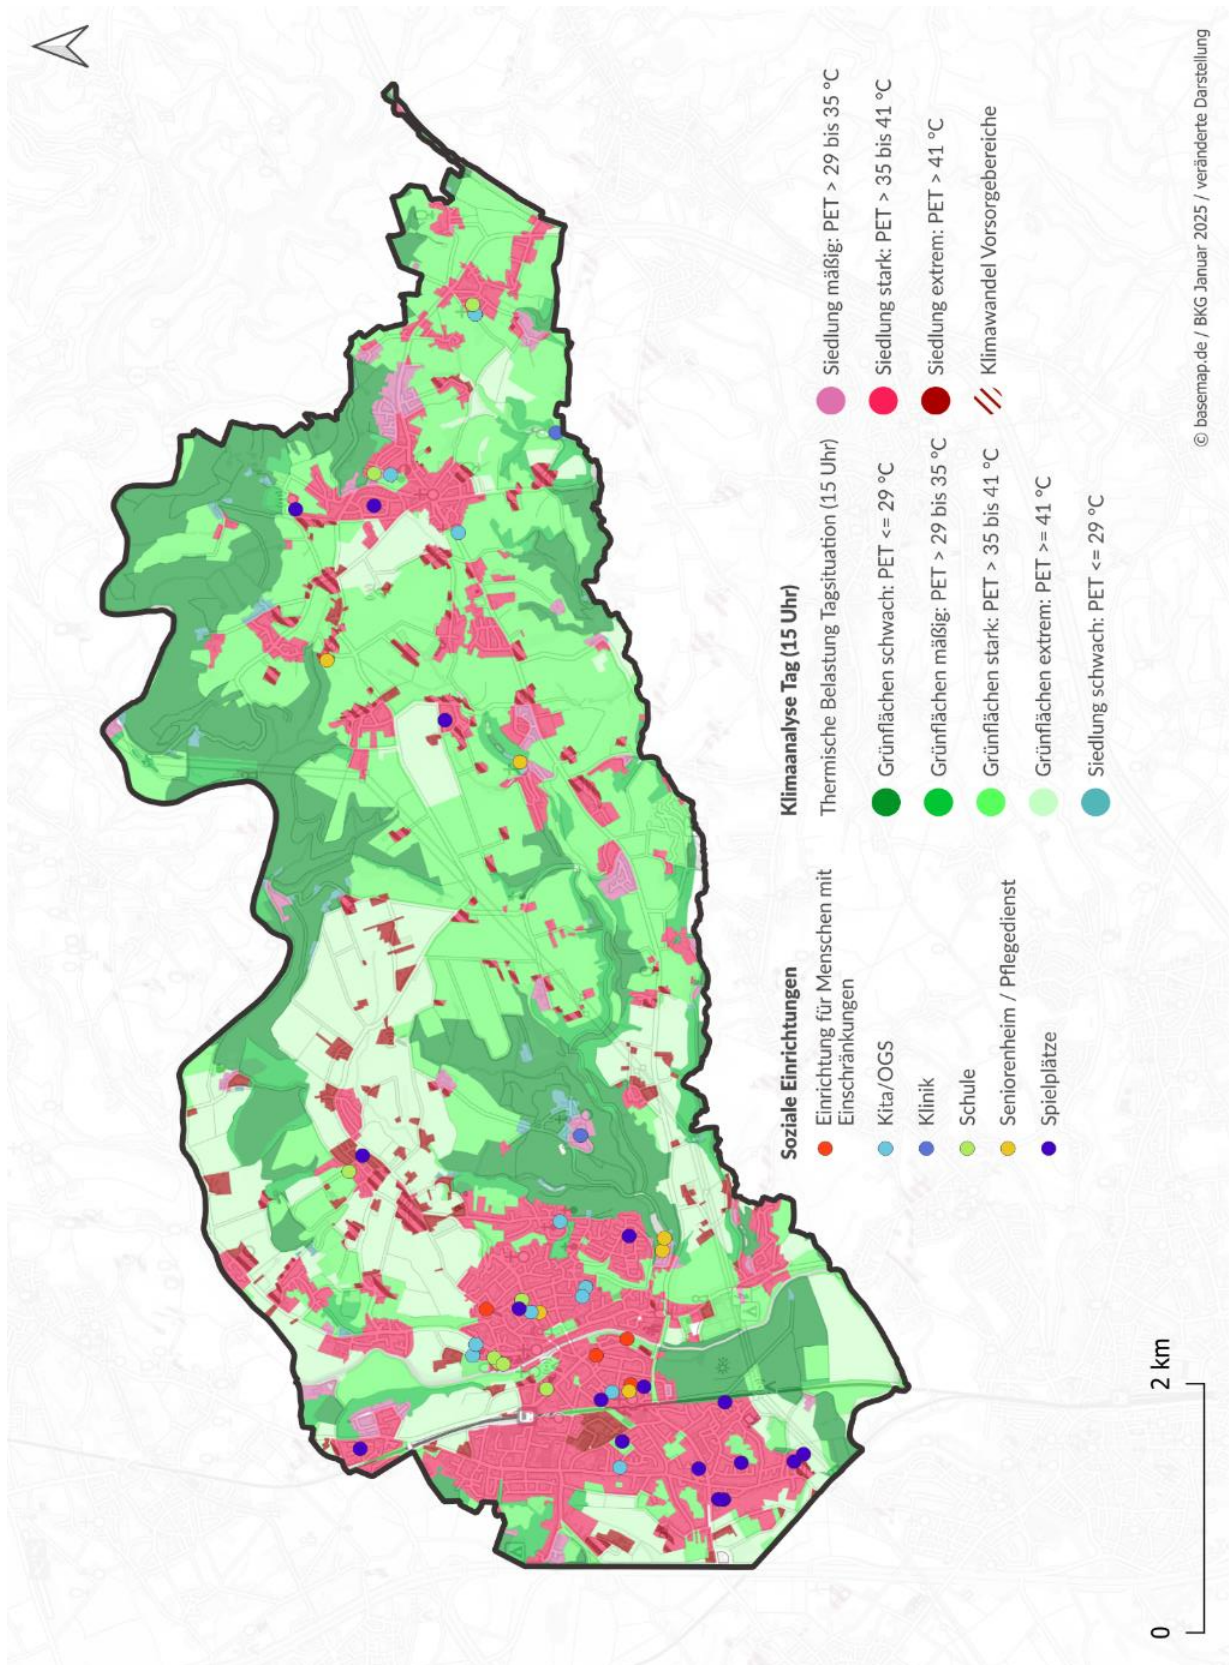 Soziale Einrichtungen
Einrichtung für Menschen mit
Einschränkungen
Kita/OGS
Klinik
Schule
Seniorenheim / Pflegedienst
Spielplätze
Klimaanalyse Tag (15 Uhr)
Thermische Belastung Tagsituation (15 Uhr)
Grünflächen schwach: PET <= 29 °C
Grünflächen mäßig: PET > 29 bis 35 °C
Grünflächen stark: PET > 35 bis 41 °C
Grünflächen extrem: PET >= 41 °C
Siedlung schwach: PET <= 29 °C
Siedlung mäßig: PET > 29 bis 35 °C
Siedlung stark: PET > 35 bis 41 °C
Siedlung extrem: PET > 41 °C
Klimawandel Vorsorgebereiche
0 2 km
© basemap.de / BKG Januar 2025 / veränderte Darstellung